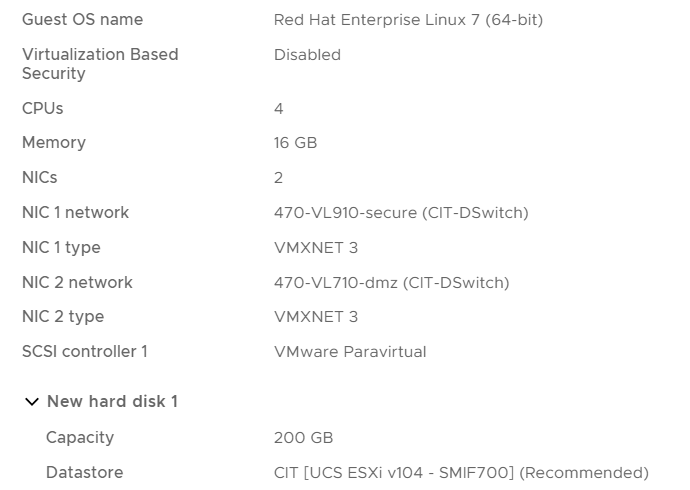 Guest OS name Red Hat Enterprise Linux 7 (64-bit)
Virtualization Based Disabled
Security
CPUs 4
Memory 16 GB
NICs 2
NIC 1 network 470-VL910-secure (CIT-DSwitch)
NIC 1 type VMXNET 3
NIC 2 network 470-VL710-dmz (CIT-DSwitch)
NIC 2 type VMXNET 3
SCSI controller 1 VMware Paravirtual
New hard disk 1
Capacity 200 GB
Datastore CIT [UCS ESXi v104 - SMIF700] (Recommended)